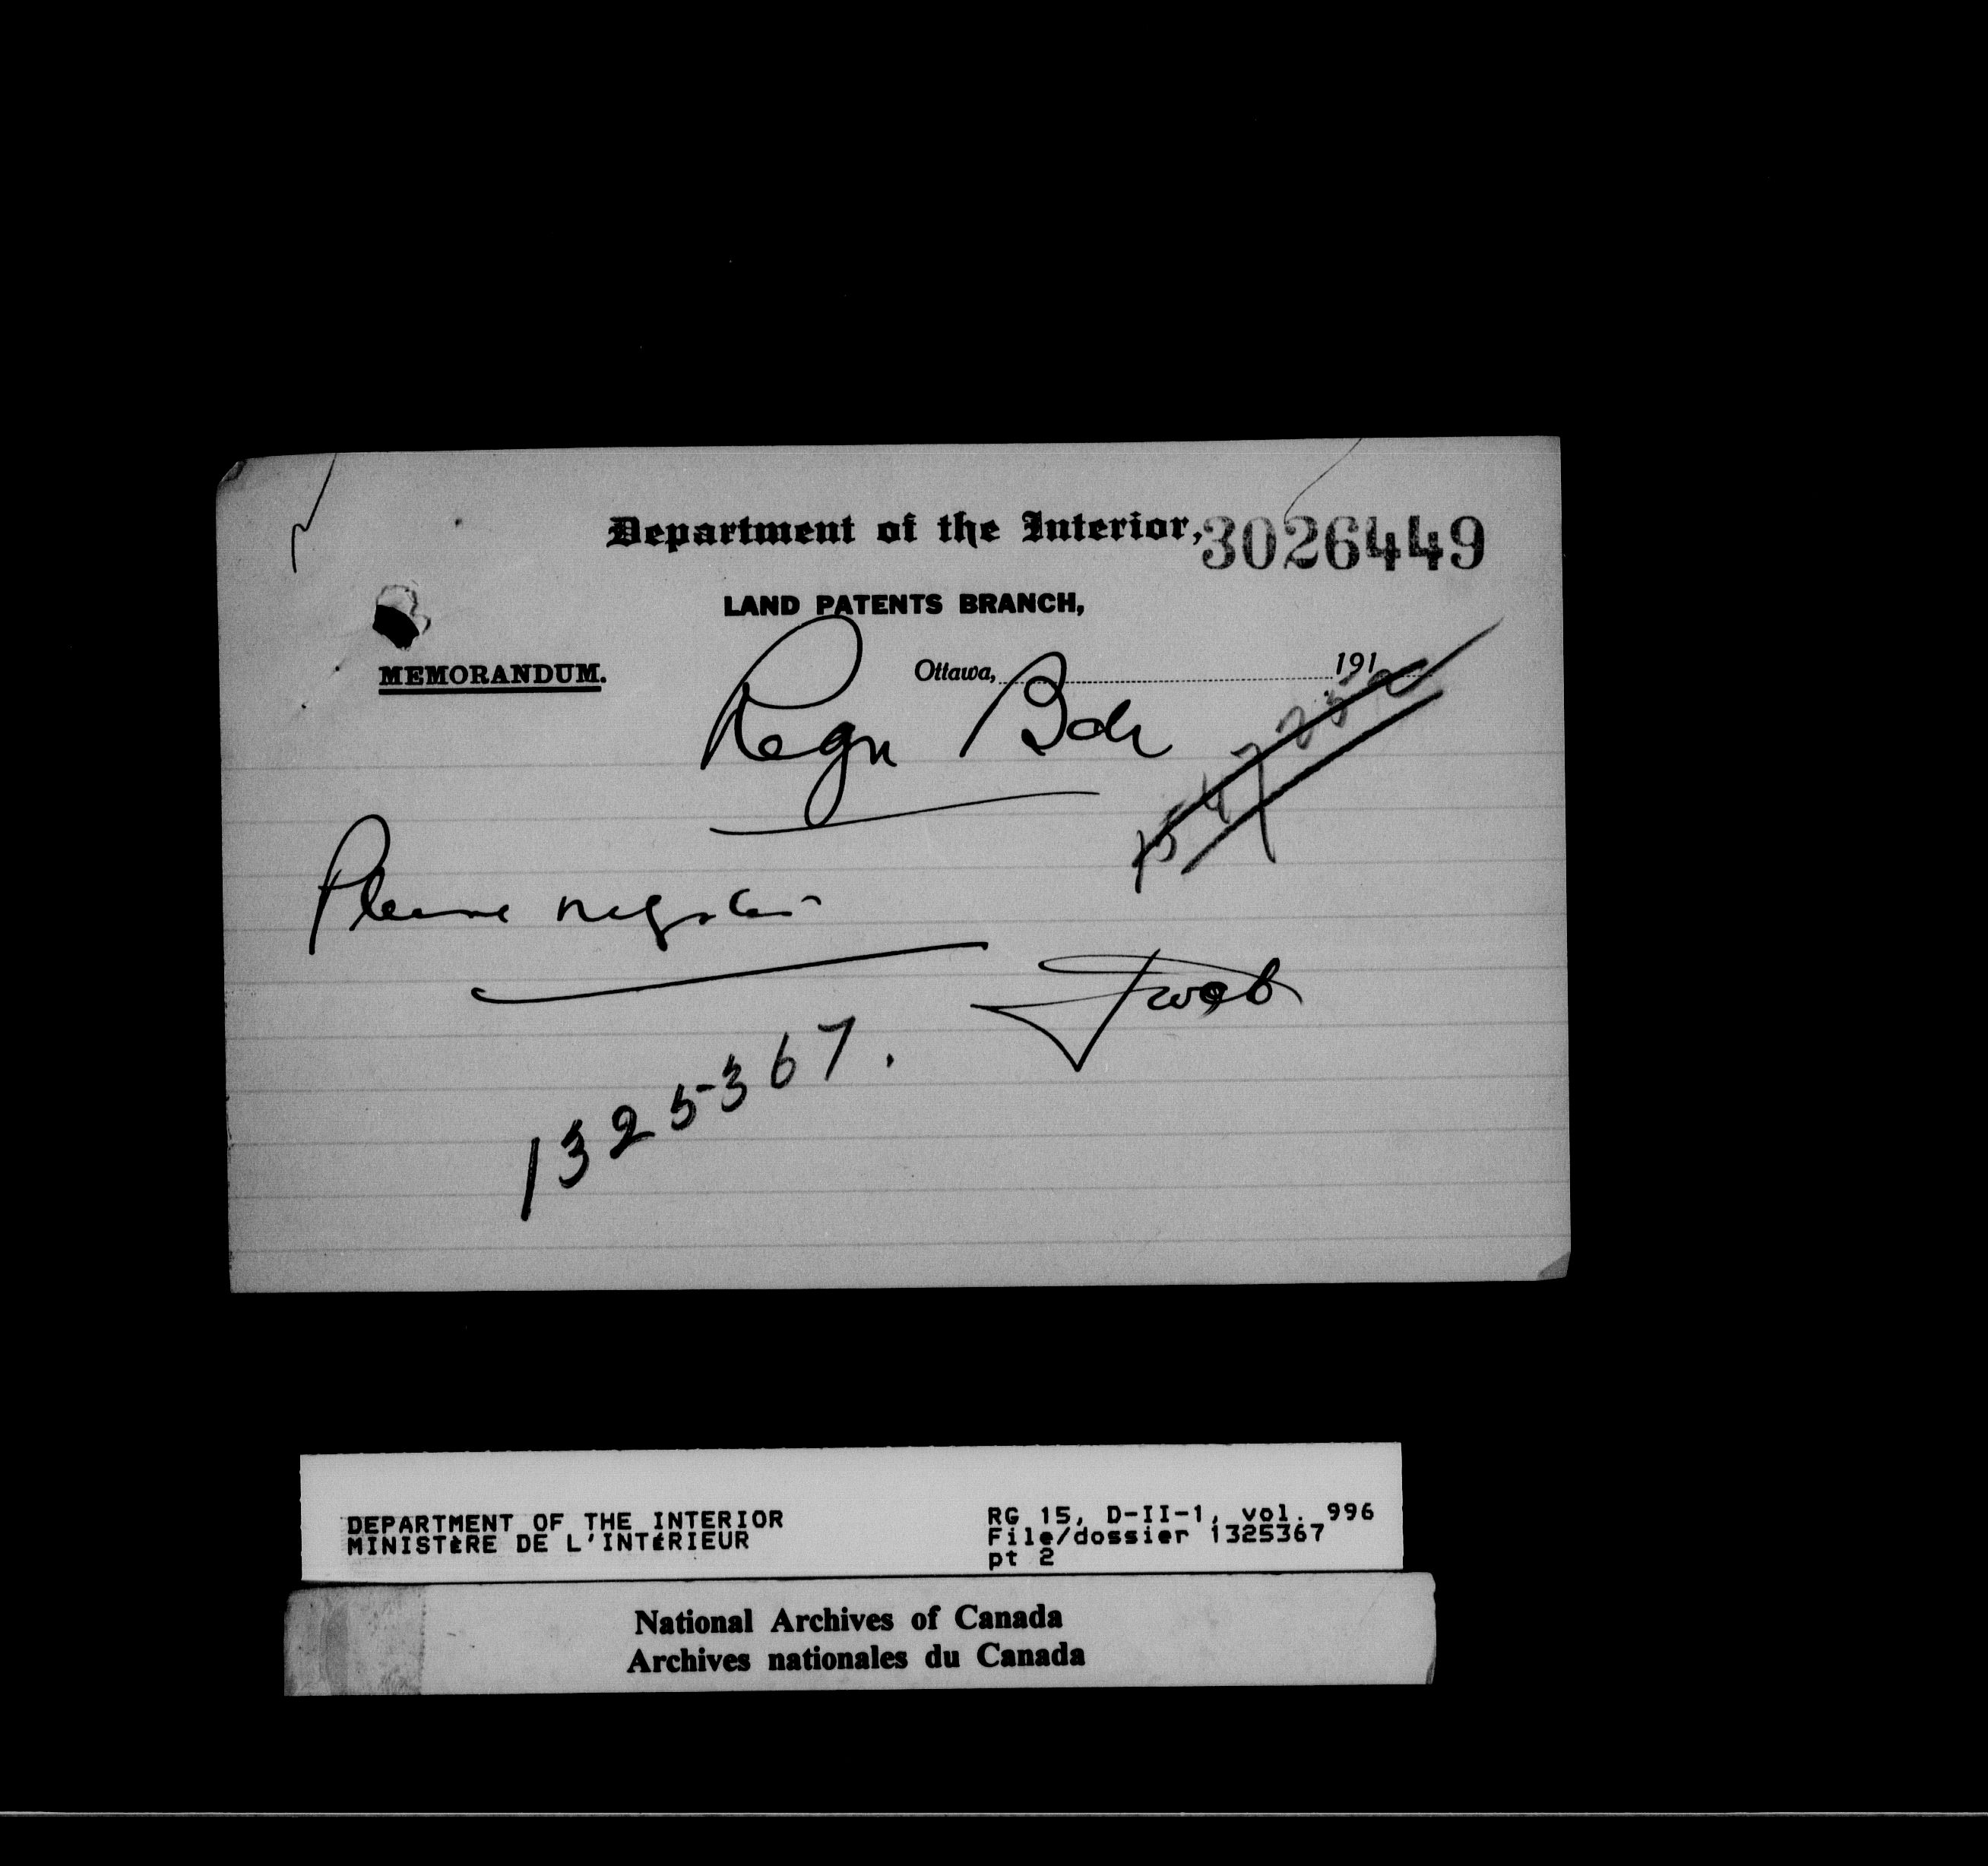 Department of the Interior, 3026449
LAND PATENTS BRANCH,
MEMORANDUM.
Ottawa, 191
Regn
Please register
1325367.
DEPARTMENT OF THE INTERIOR
MINISTÈRE DE L'INTÉRIEUR
RG 15, D-II-1, vol. 996
File/dossier 1325367
pt 2
National Archives of Canada
Archives nationales du Canada